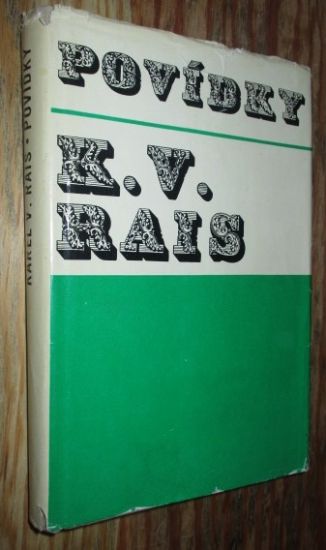 POVÍDKY
K.V.
RAIS
KAREL V. RAIS • POVÍDKY